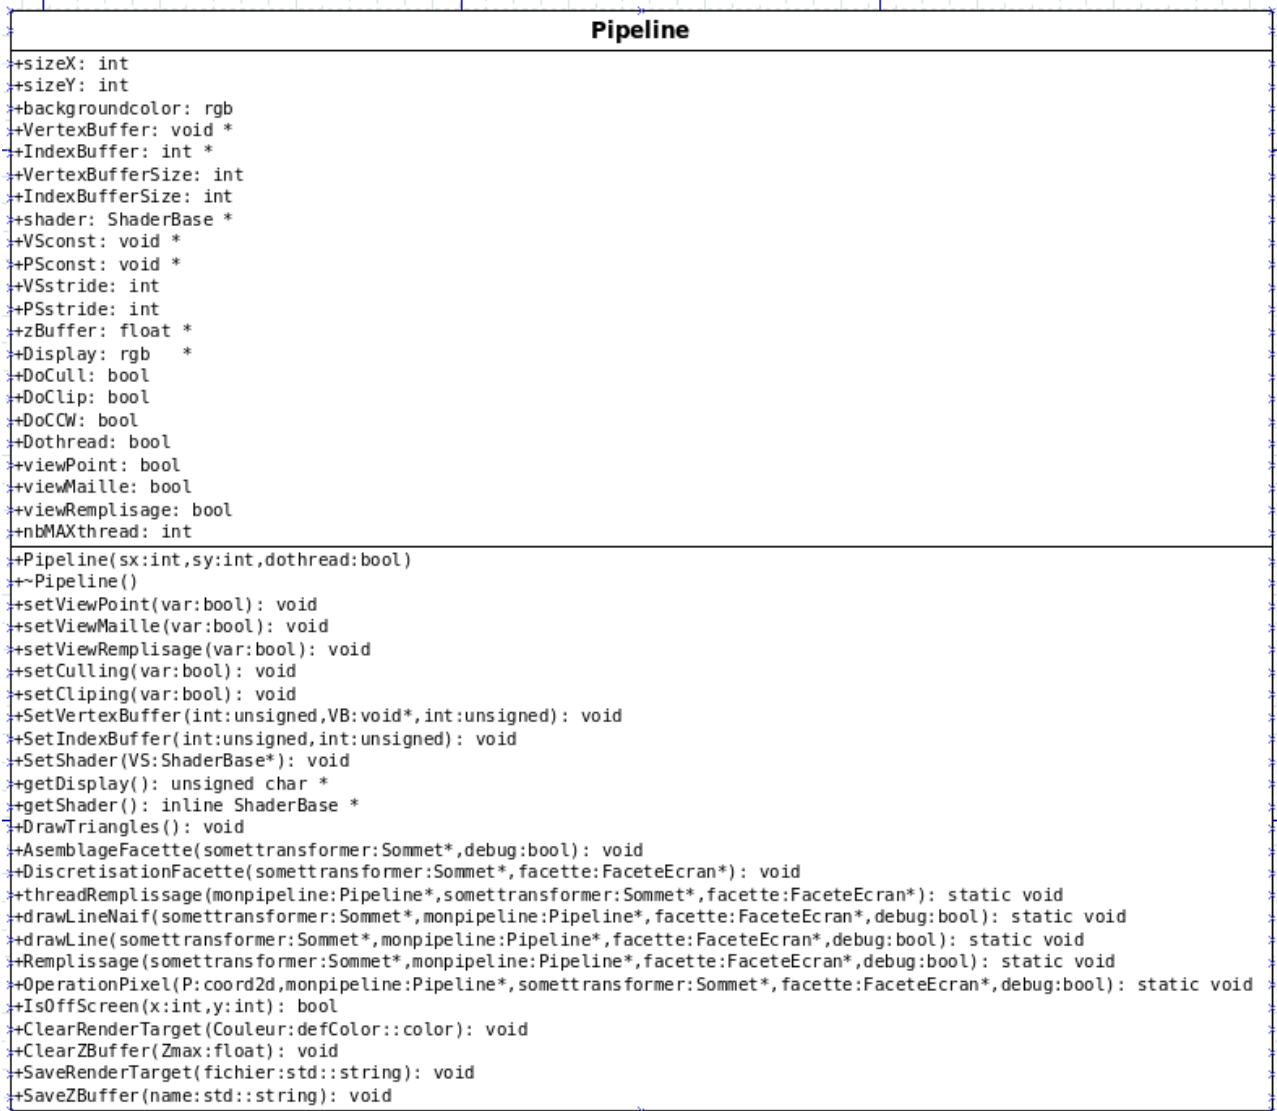 Pipeline
+sizeX: int
+sizeY: int
+backgroundcolor: rgb
+VertexBuffer: void *
+IndexBuffer: int *
+VertexBufferSize: int
+IndexBufferSize: int
+shader: ShaderBase *
+VSconst: void *
+PSconst: void *
+VSstride: int
+PSstride: int
+zBuffer: float *
+Display: rgb   *
+DoCull: bool
+DoClip: bool
+DoCCW: bool
+Dothread: bool
+viewPoint: bool
+viewMaille: bool
+viewRemplisage: bool
+nbMAXthread: int
+Pipeline(sx:int,sy:int,dothread:bool)
+~Pipeline()
+setViewPoint(var:bool): void
+setViewMaille(var:bool): void
+setViewRemplisage(var:bool): void
+setCulling(var:bool): void
+setCliping(var:bool): void
+SetVertexBuffer(int:unsigned,VB:void*,int:unsigned): void
+SetIndexBuffer(int:unsigned,int:unsigned): void
+SetShader(VS:ShaderBase*): void
+getDisplay(): unsigned char *
+getShader(): inline ShaderBase *
+DrawTriangles(): void
+AsemblageFacette(somettransformer:Sommet*,debug:bool): void
+DiscretisationFacette(somettransformer:Sommet*,facette:FaceteEcran*): void
+threadRemplissage(monpipeline:Pipeline*,somettransformer:Sommet*,facette:FaceteEcran*): static void
+drawLineNaif(somettransformer:Sommet*,monpipeline:Pipeline*,facette:FaceteEcran*,debug:bool): static void
+drawLine(somettransformer:Sommet*,monpipeline:Pipeline*,facette:FaceteEcran*,debug:bool): static void
+Remplissage(somettransformer:Sommet*,monpipeline:Pipeline*,facette:FaceteEcran*,debug:bool): static void
+OperationPixel(P:coord2d,monpipeline:Pipeline*,somettransformer:Sommet*,facette:FaceteEcran*,debug:bool): static void
+IsOffScreen(x:int,y:int): bool
+ClearRenderTarget(Couleur:defColor::color): void
+ClearZBuffer(Zmax:float): void
+SaveRenderTarget(fichier:std::string): void
+SaveZBuffer(name:std::string): void